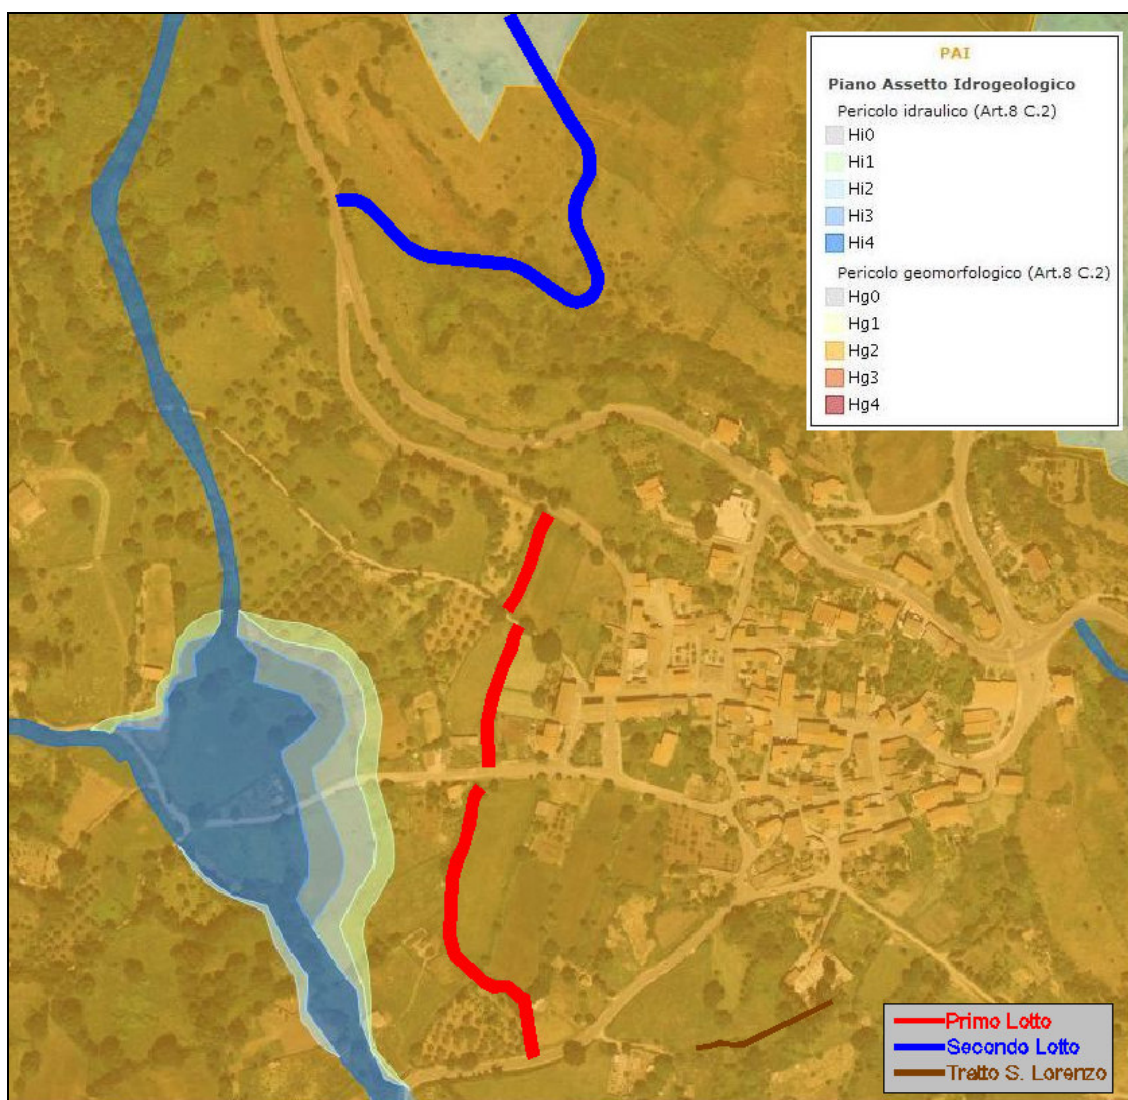 PAI
Piano Assetto Idrogeologico
Pericolo idraulico (Art.8 C.2)
Hi0
Hi1
Hi2
Hi3
Hi4
Pericolo geomorfologico (Art.8 C.2)
Hg0
Hg1
Hg2
Hg3
Hg4
Primo Lotto
Secondo Lotto
Tratto S. Lorenzo